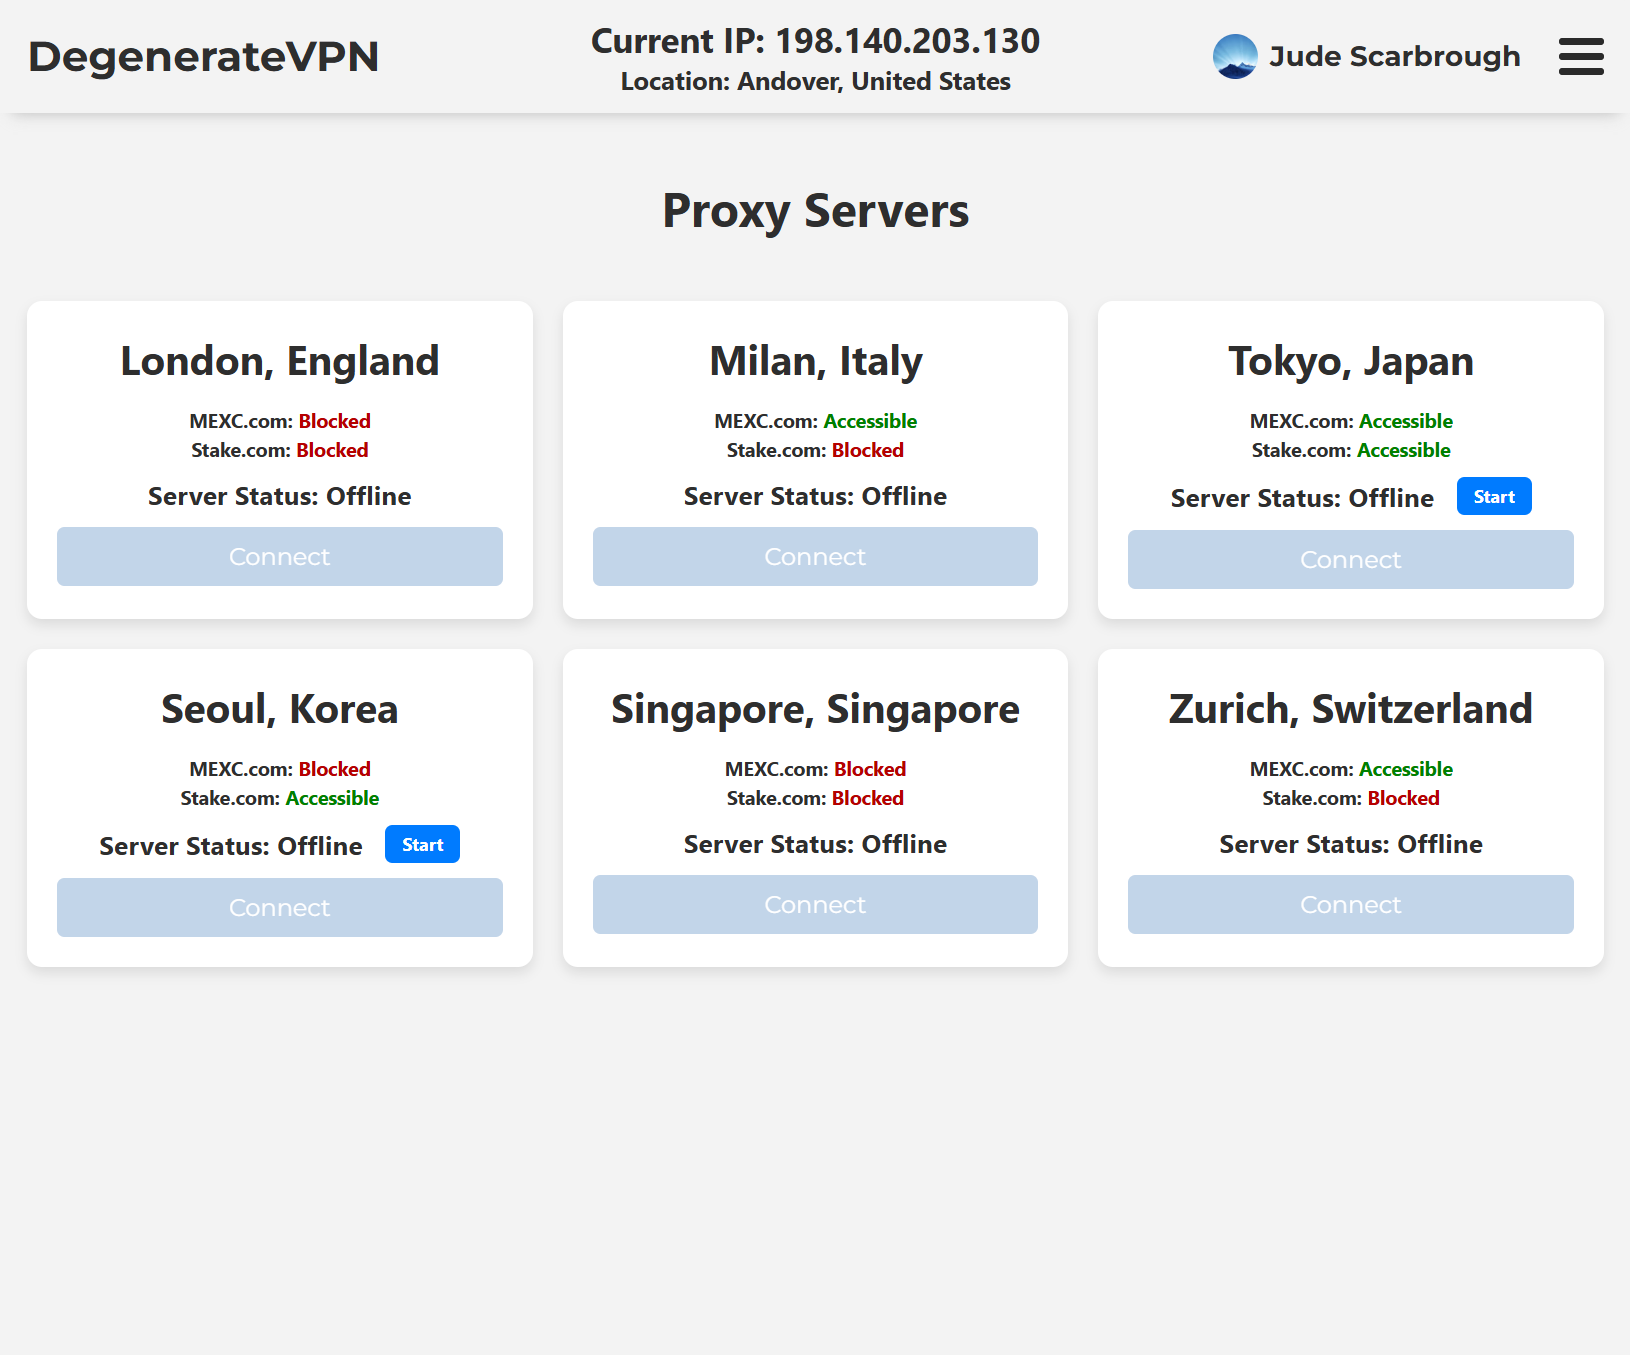 DegenerateVPN
Current IP: 198.140.203.130
Location: Andover, United States
Jude Scarbrough
Proxy Servers
London, England
MEXC.com: Blocked
Stake.com: Blocked
Server Status: Offline
Connect
Milan, Italy
MEXC.com: Accessible
Stake.com: Blocked
Server Status: Offline
Connect
Tokyo, Japan
MEXC.com: Accessible
Stake.com: Accessible
Server Status: Offline Start
Connect
Seoul, Korea
MEXC.com: Blocked
Stake.com: Accessible
Server Status: Offline Start
Connect
Singapore, Singapore
MEXC.com: Blocked
Stake.com: Blocked
Server Status: Offline
Connect
Zurich, Switzerland
MEXC.com: Accessible
Stake.com: Blocked
Server Status: Offline
Connect